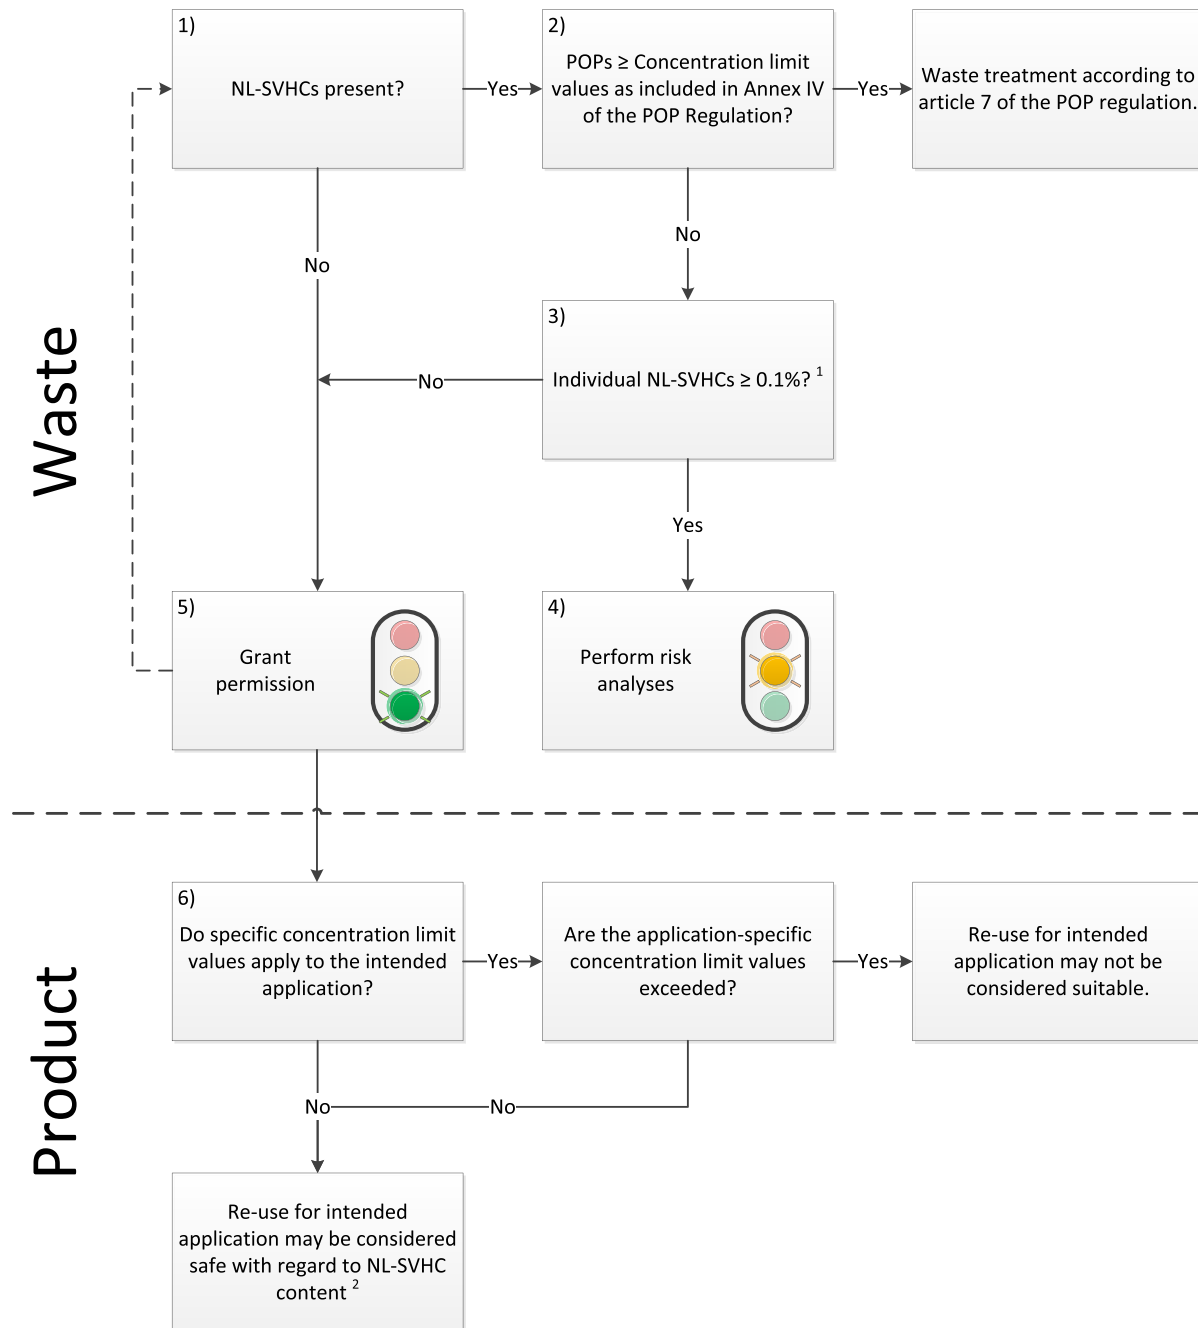 Waste
1)
NL-SVHCs present?
Yes
2)
POPs ≥ Concentration limit
values as included in Annex IV
of the POP Regulation?
Yes
Waste treatment according to
article 7 of the POP regulation.
No
No
3)
Individual NL-SVHCs ≥ 0.1%? 1
No
Yes
5)
Grant
permission
4)
Perform risk
analyses
Product
6)
Do specific concentration limit
values apply to the intended
application?
Yes
Are the application-specific
concentration limit values
exceeded?
Yes
Re-use for intended
application may not be
considered suitable.
No
No
Re-use for intended
application may be considered
safe with regard to NL-SVHC
content 2